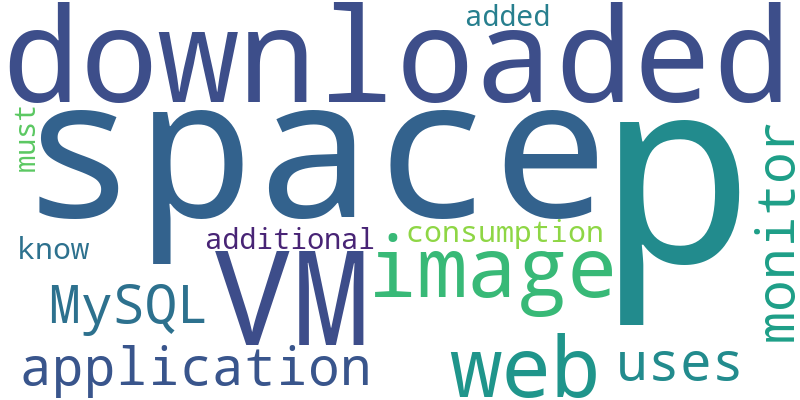 added
downloaded
must
space
p
monitor
know
additional
consumption
MySQL
VM
image
application
web
uses